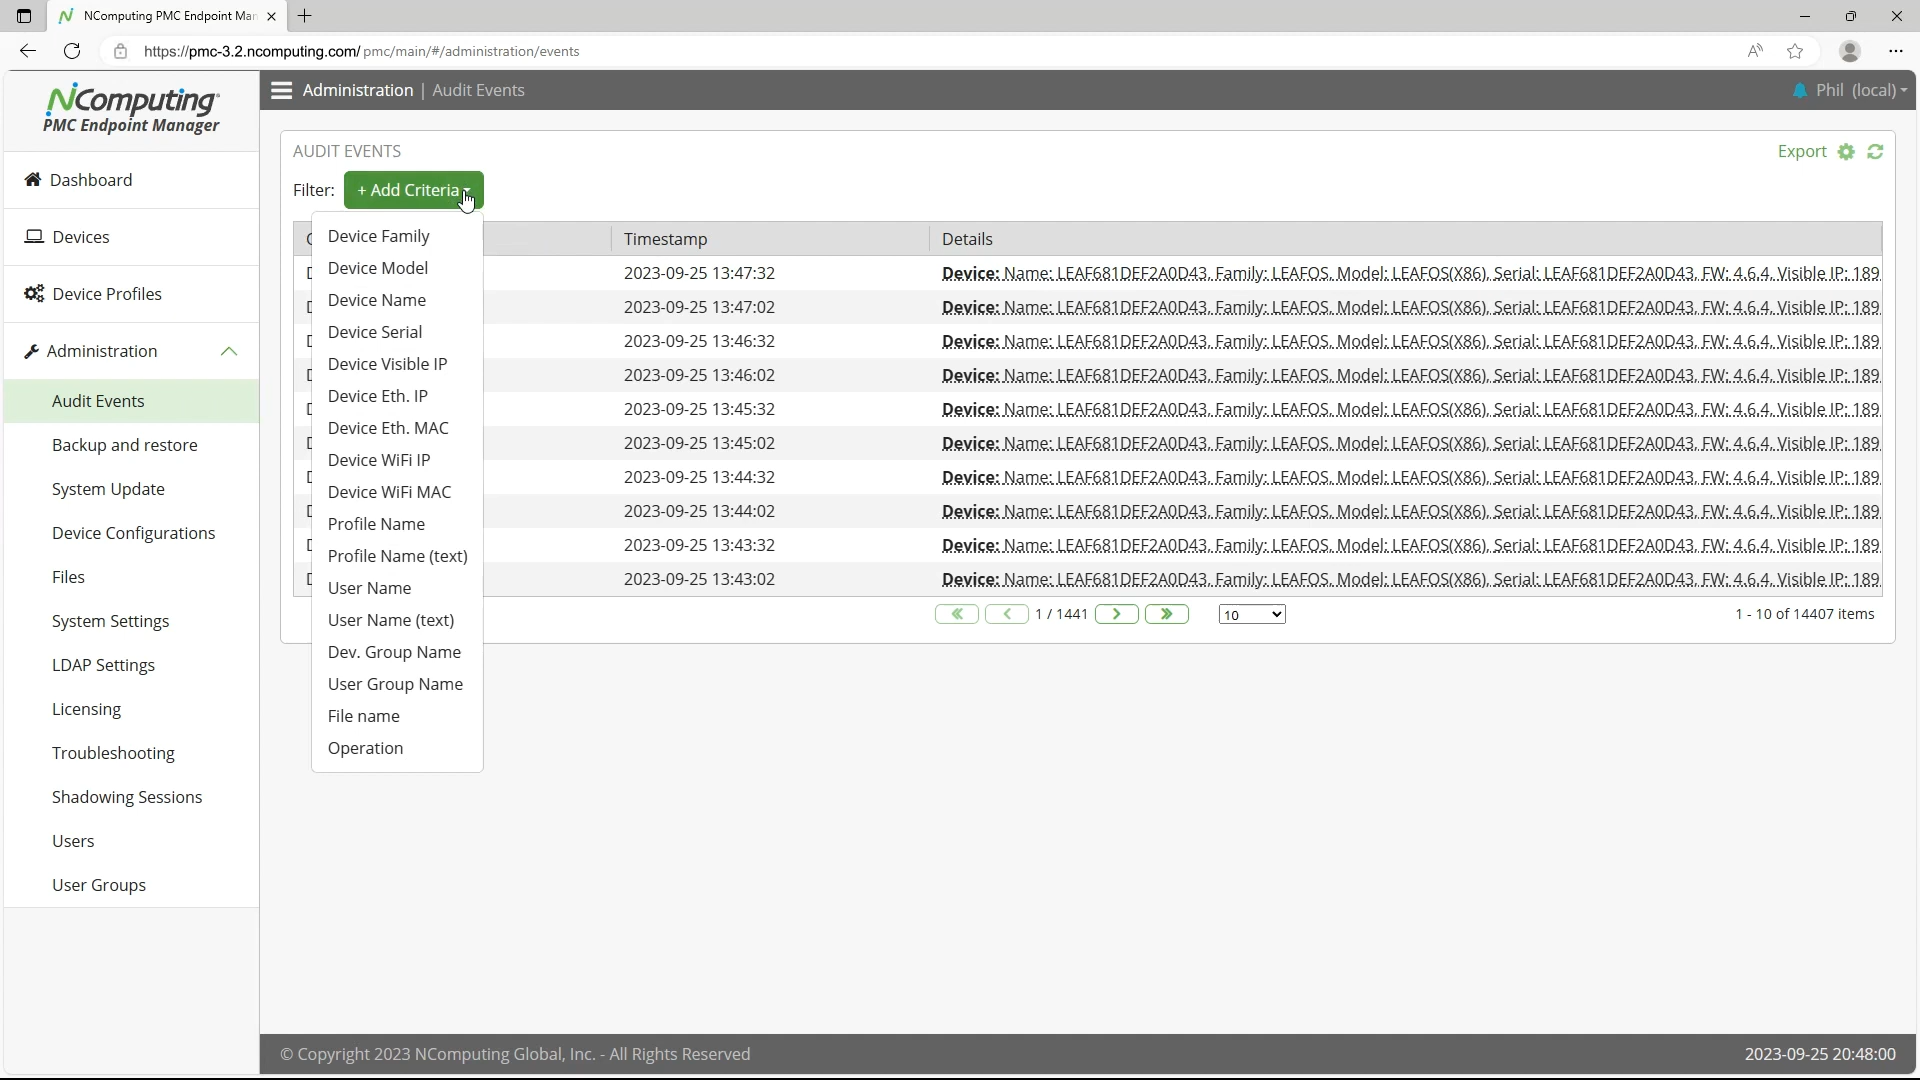 NComputing PMC Endpoint Man
https://pmc-3.2.ncomputing.com/pmc/main/#/administration/events
NComputing
PMC Endpoint Manager
Administration | Audit Events
Phil (local)
Dashboard
Devices
Device Profiles
Administration
Audit Events
Backup and restore
System Update
Device Configurations
Files
System Settings
LDAP Settings
Licensing
Troubleshooting
Shadowing Sessions
Users
User Groups
AUDIT EVENTS
Export
Filter: + Add Criteria
Device Family
Device Model
Device Name
Device Serial
Device Visible IP
Device Eth. IP
Device Eth. MAC
Device WiFi IP
Device WiFi MAC
Profile Name
Profile Name (text)
User Name
User Name (text)
Dev. Group Name
User Group Name
File name
Operation
Timestamp Details
2023-09-25 13:47:32 Device: Name: LEAF681DEF2A0D43, Family: LEAFOS, Model: LEAFOS(X86), Serial: LEAF681DEF2A0D43, FW: 4.6.4, Visible IP: 189
2023-09-25 13:47:02 Device: Name: LEAF681DEF2A0D43, Family: LEAFOS, Model: LEAFOS(X86), Serial: LEAF681DEF2A0D43, FW: 4.6.4, Visible IP: 189
2023-09-25 13:46:32 Device: Name: LEAF681DEF2A0D43, Family: LEAFOS, Model: LEAFOS(X86), Serial: LEAF681DEF2A0D43, FW: 4.6.4, Visible IP: 189
2023-09-25 13:46:02 Device: Name: LEAF681DEF2A0D43, Family: LEAFOS, Model: LEAFOS(X86), Serial: LEAF681DEF2A0D43, FW: 4.6.4, Visible IP: 189
2023-09-25 13:45:32 Device: Name: LEAF681DEF2A0D43, Family: LEAFOS, Model: LEAFOS(X86), Serial: LEAF681DEF2A0D43, FW: 4.6.4, Visible IP: 189
2023-09-25 13:45:02 Device: Name: LEAF681DEF2A0D43, Family: LEAFOS, Model: LEAFOS(X86), Serial: LEAF681DEF2A0D43, FW: 4.6.4, Visible IP: 189
2023-09-25 13:44:32 Device: Name: LEAF681DEF2A0D43, Family: LEAFOS, Model: LEAFOS(X86), Serial: LEAF681DEF2A0D43, FW: 4.6.4, Visible IP: 189
2023-09-25 13:44:02 Device: Name: LEAF681DEF2A0D43, Family: LEAFOS, Model: LEAFOS(X86), Serial: LEAF681DEF2A0D43, FW: 4.6.4, Visible IP: 189
2023-09-25 13:43:32 Device: Name: LEAF681DEF2A0D43, Family: LEAFOS, Model: LEAFOS(X86), Serial: LEAF681DEF2A0D43, FW: 4.6.4, Visible IP: 189
2023-09-25 13:43:02 Device: Name: LEAF681DEF2A0D43, Family: LEAFOS, Model: LEAFOS(X86), Serial: LEAF681DEF2A0D43, FW: 4.6.4, Visible IP: 189
1 / 1441 10 1 - 10 of 14407 items
© Copyright 2023 NComputing Global, Inc. - All Rights Reserved
2023-09-25 20:48:00